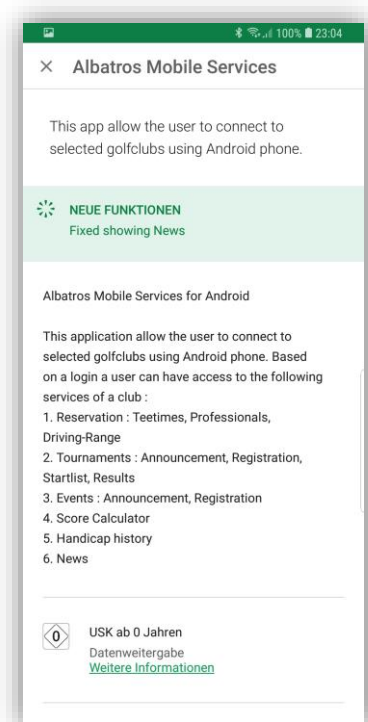 100% 23:04
× Albatros Mobile Services
This app allow the user to connect to
selected golfclubs using Android phone.
NEUE FUNKTIONEN
Fixed showing News
Albatros Mobile Services for Android
This application allow the user to connect to
selected golfclubs using Android phone. Based
on a login a user can have access to the following
services of a club :
1. Reservation : Teetimes, Professionals,
Driving-Range
2. Tournaments : Announcement, Registration,
Startlist, Results
3. Events : Announcement, Registration
4. Score Calculator
5. Handicap history
6. News
0 USK ab 0 Jahren
Datenweitergabe
Weitere Informationen